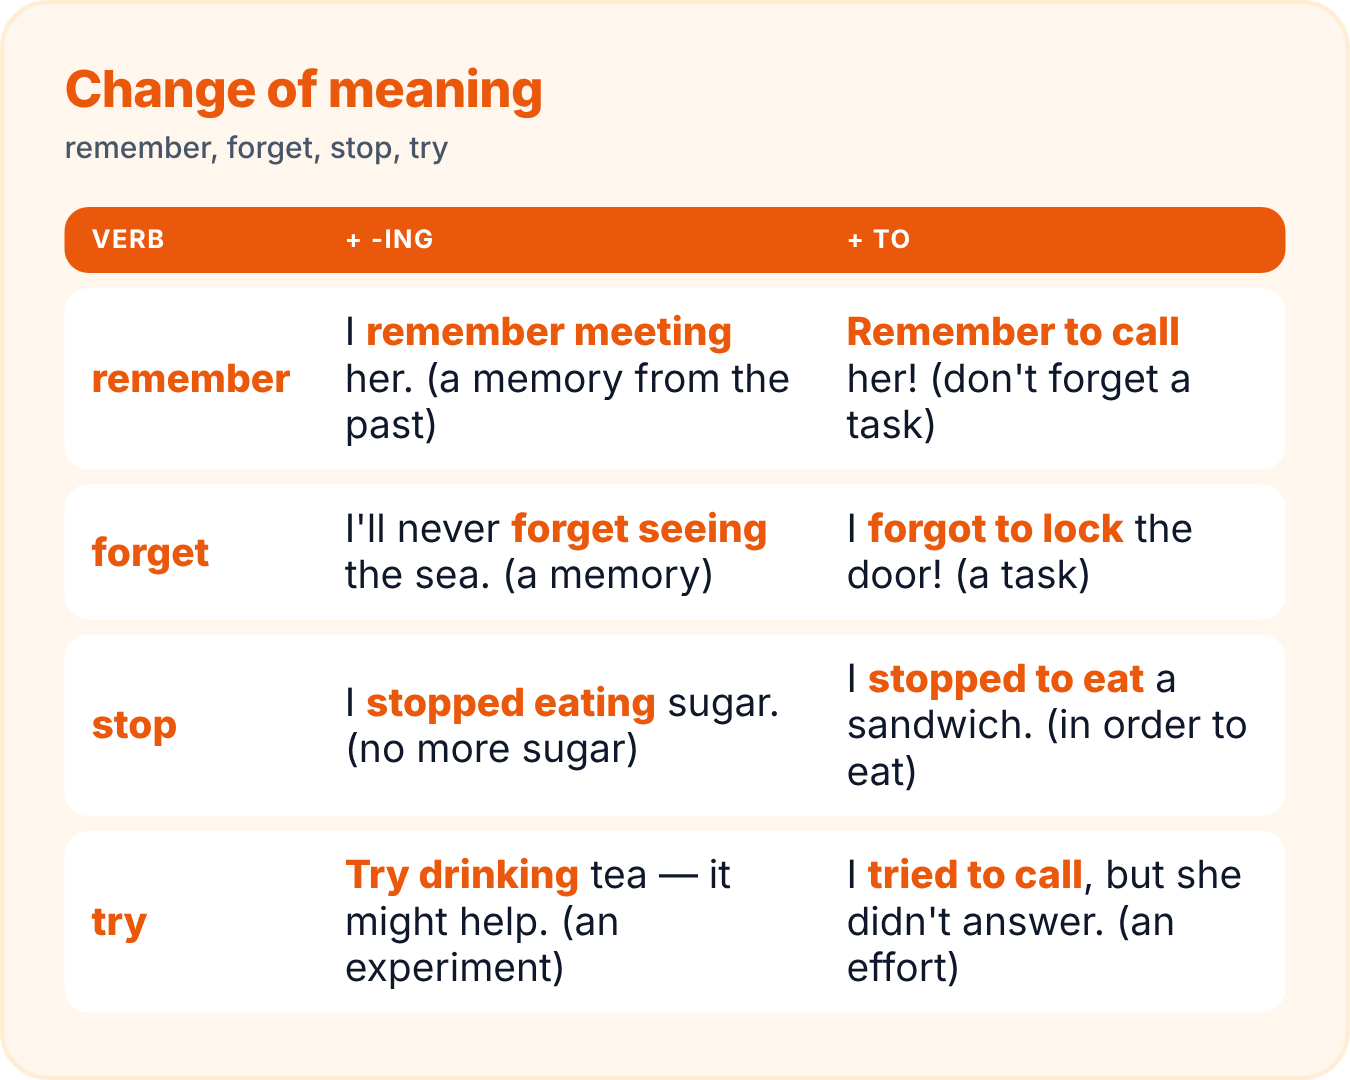 Change of meaning
remember, forget, stop, try
VERB + -ING + TO
remember
I remember meeting
her. (a memory from the
past)
Remember to call
her! (don't forget a
task)
forget
I'll never forget seeing
the sea. (a memory)
I forgot to lock the
door! (a task)
stop
I stopped eating sugar.
(no more sugar)
I stopped to eat a
sandwich. (in order to
eat)
try
Try drinking tea — it
might help. (an
experiment)
I tried to call, but she
didn't answer. (an
effort)